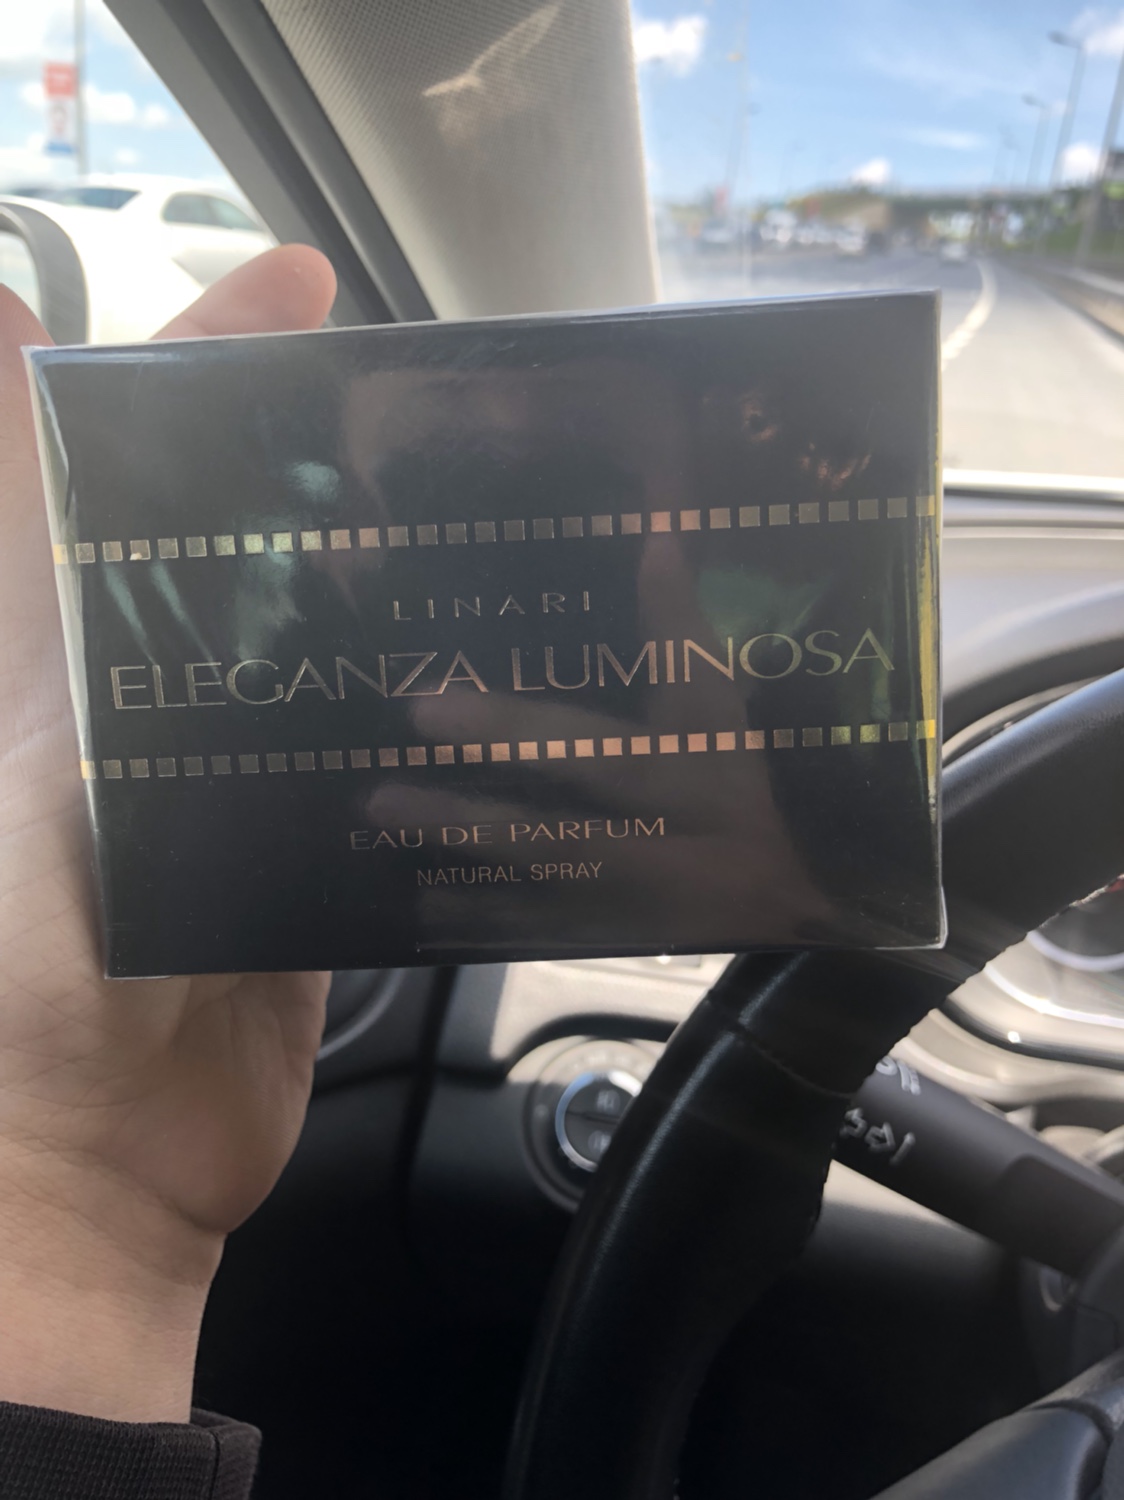 LINARI
ELEGANZA LUMINOSA
EAU DE PARFUM
NATURAL SPRAY